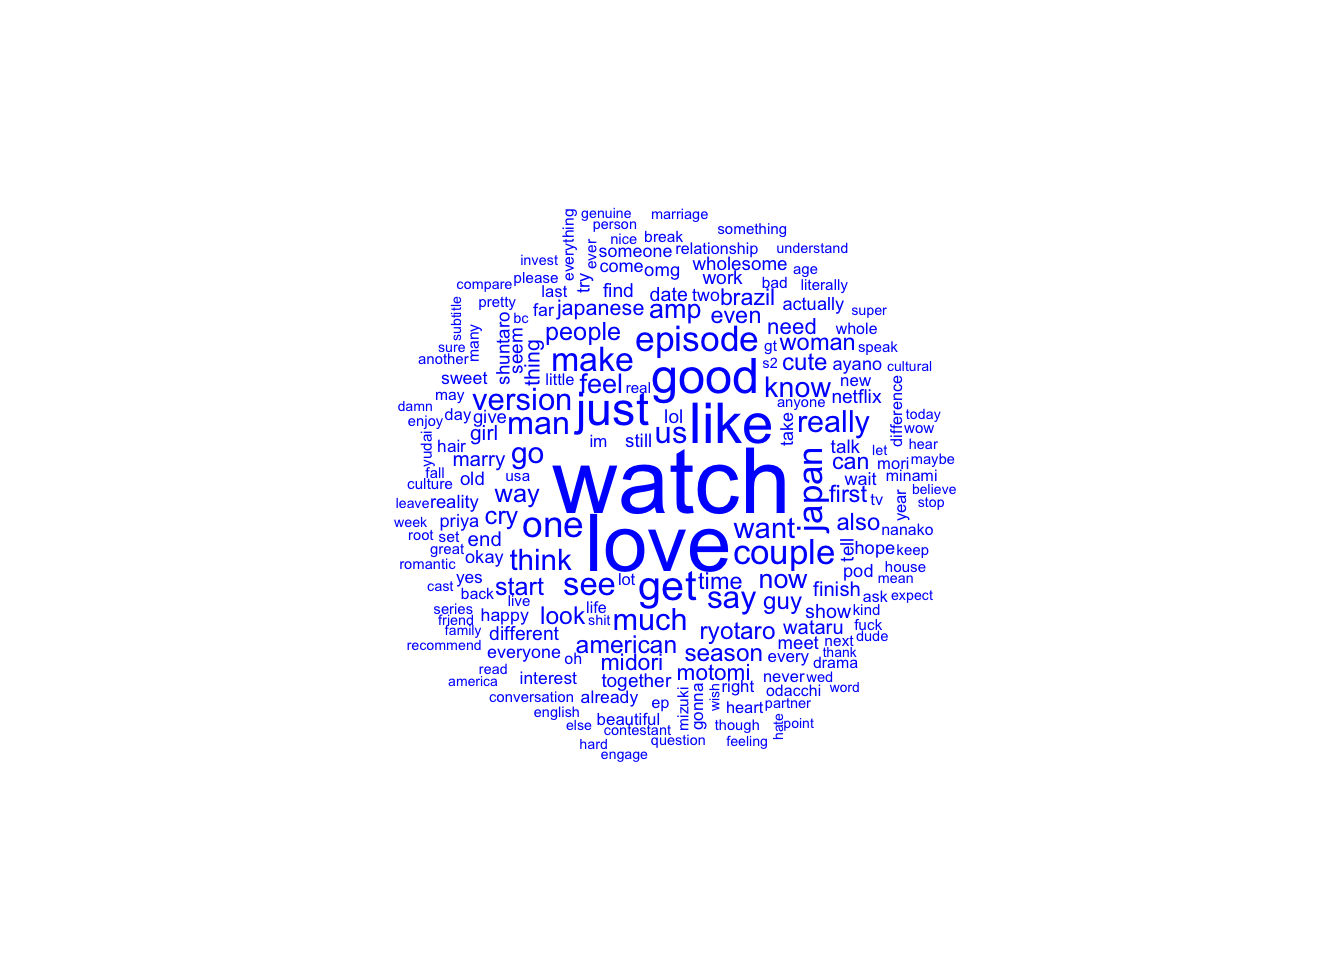 genuine marriage
person something
everything nice break
ever someone relationship understand
invest come omg wholesome age
compare please try work bad literally
last find date two brazil actually
subtitle pretty far japanese amp even super
bc people episode need whole
sure many shuntaro seem make gt woman speak
another thing s2 cute ayano cultural
sweet little feel real good know new
may version just anyone netflix difference
damn day give man lol like take really today
enjoy girl us wow
yudai hair im still talk let hear
fall marry go can mori maybe
culture old usa watch japan wait minami
leave reality way first tv year believe
week priya cry one want also stop
root set end love couple tell nanako
great okay think hope keep
romantic yes start see lot get time now pod house
cast back say finish mean
series live life guy show ask expect
friend happy look shit much kind
family different ryotaro wataru fuck
recommend american meet next dude
everyone oh midori season every thank
read together motomi never wed drama
america interest right odacchi word
conversation already ep mizuki gonna wish heart partner
english beautiful though hate point
else contestant
hard question feeling
engage